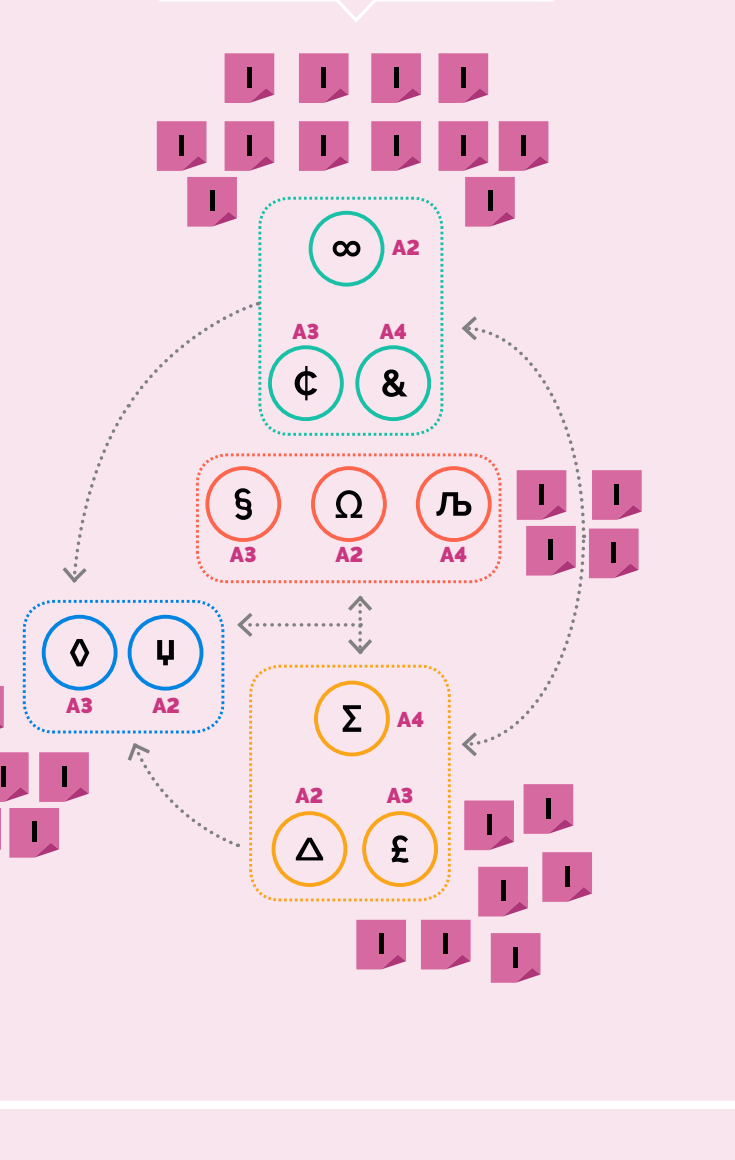 I I I I
I I I I I I
I I
∞ A2
A3 A4
₵ &
§ Ω Љ
A3 A2 A4
I I
I I
◊ Џ
A3 A2
I I
I
Σ A4
A2 A3
Δ £
I I
I I
I I I